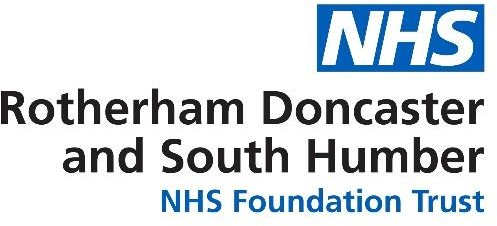 NHS
Rotherham Doncaster
and South Humber
NHS Foundation Trust